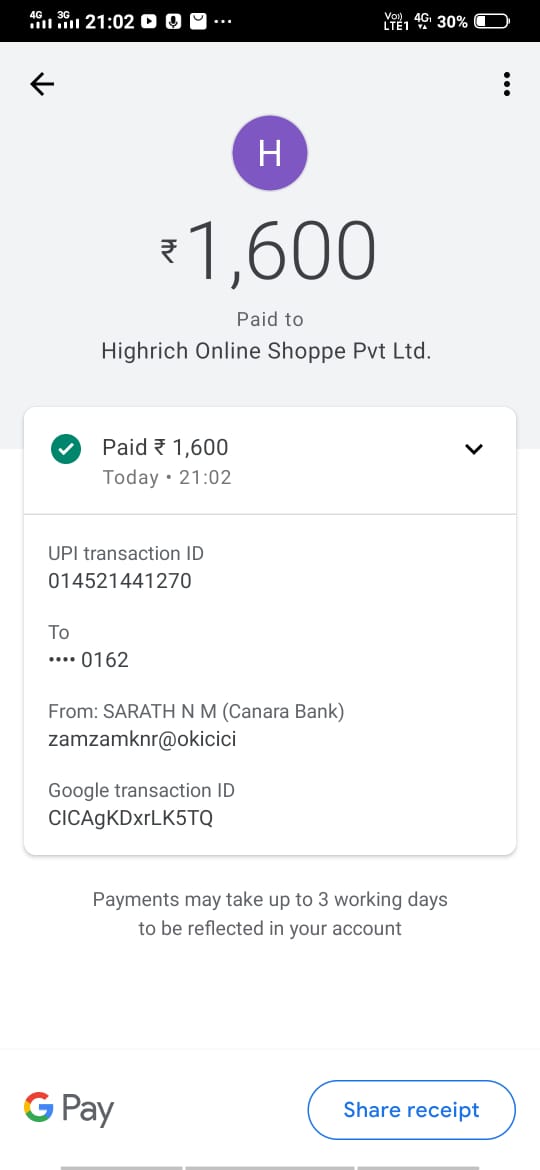 4G 3G 21:02 ...
Vo)) LTE1 4G 30%
H
₹1,600
Paid to
Highrich Online Shoppe Pvt Ltd.
Paid ₹ 1,600
Today • 21:02
UPI transaction ID
014521441270
To
•••• 0162
From: SARATH N M (Canara Bank)
zamzamknr@okicici
Google transaction ID
CICAgKDxrLK5TQ
Payments may take up to 3 working days
to be reflected in your account
G Pay
Share receipt